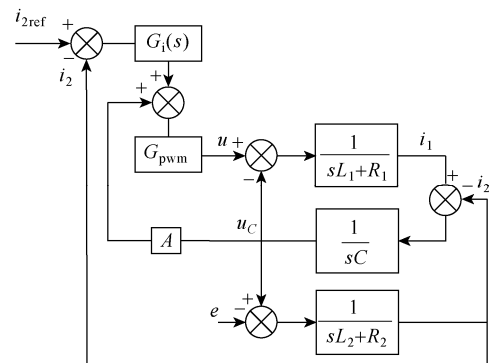 i2ref
+
−
i2
Gi(s)
+
+
Gpwm
u
+
−
1
sL1+R1
i1
+
−
i2
A
uC
1
sC
e
−
+
1
sL2+R2